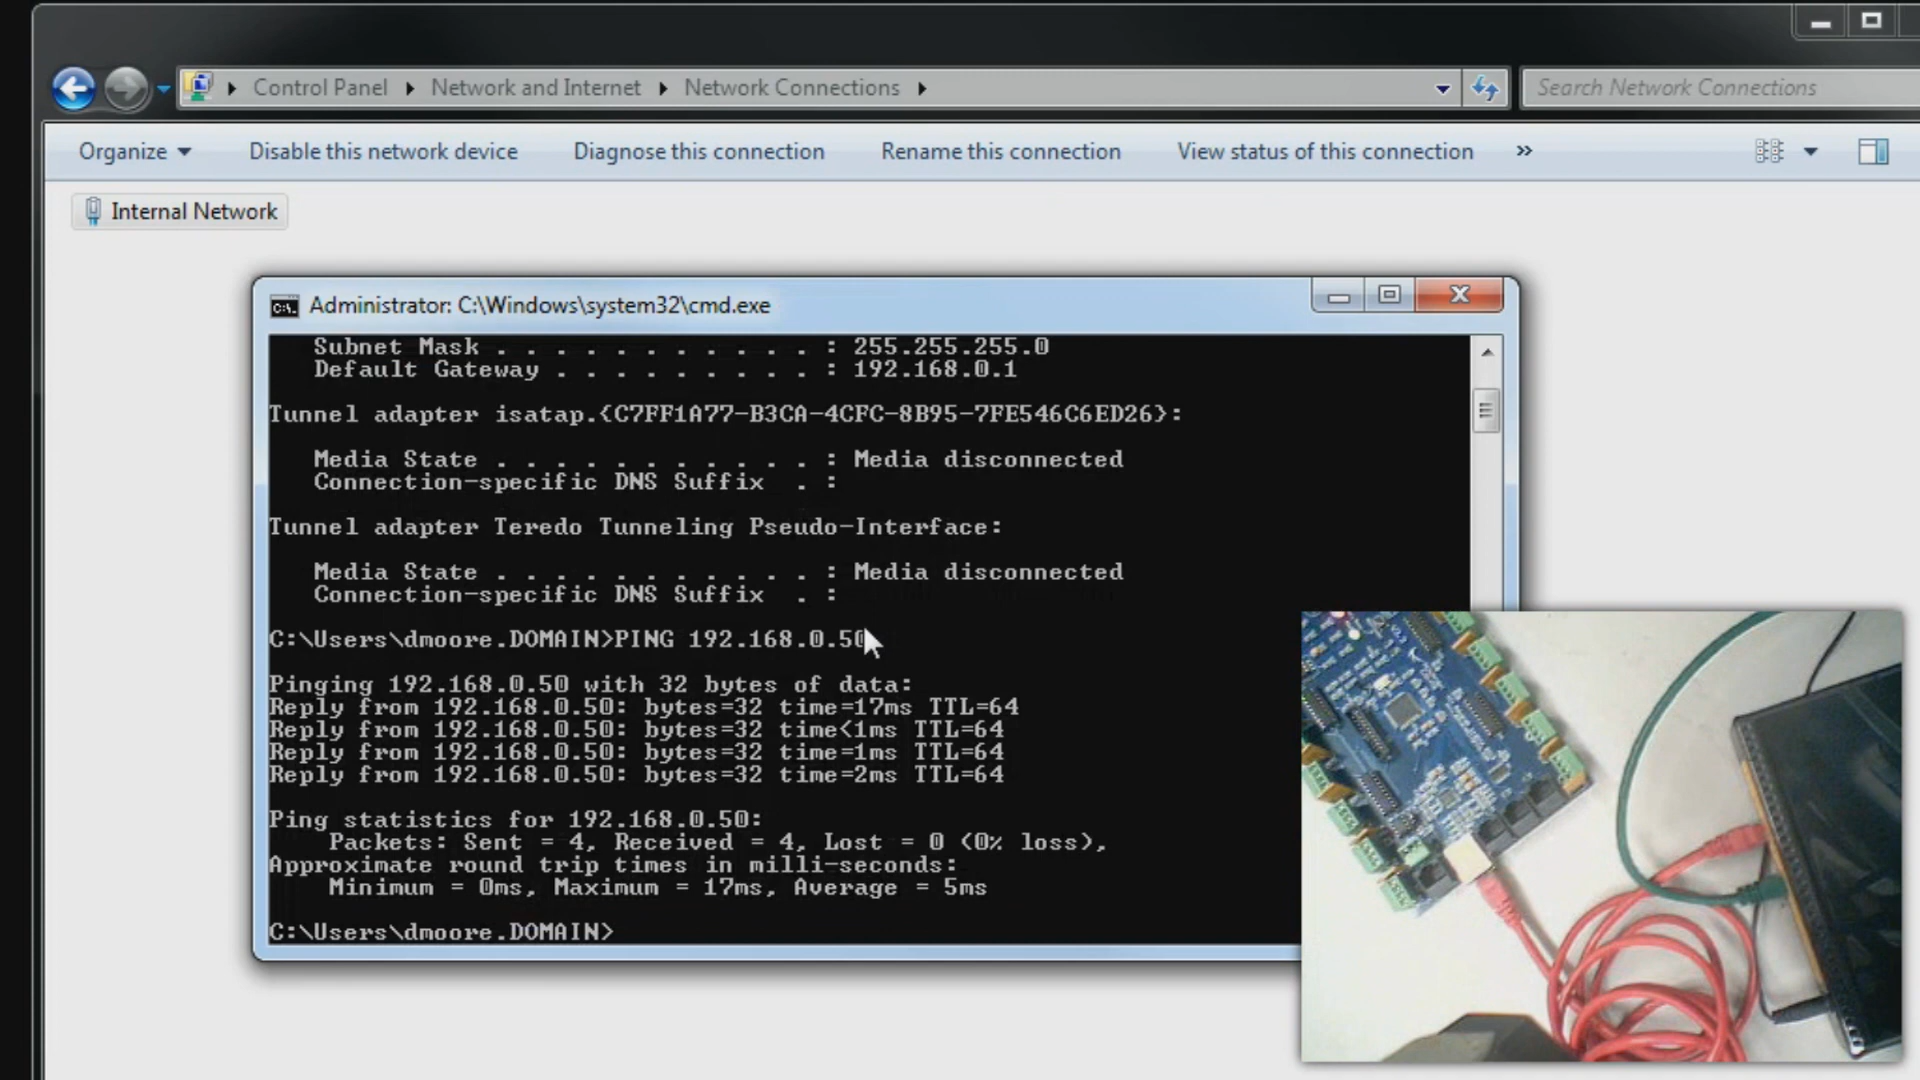 Control Panel Network and Internet Network Connections
Search Network Connections
Organize Disable this network device Diagnose this connection Rename this connection View status of this connection »
Internal Network
Administrator: C:\Windows\system32\cmd.exe
Subnet Mask . . . . . . . . . . . : 255.255.255.0
Default Gateway . . . . . . . . . : 192.168.0.1
Tunnel adapter isatap.{C7FF1A77-B3CA-4CFC-8B95-7FE546C6ED26}:
Media State . . . . . . . . . . . : Media disconnected
Connection-specific DNS Suffix  . :
Tunnel adapter Teredo Tunneling Pseudo-Interface:
Media State . . . . . . . . . . . : Media disconnected
Connection-specific DNS Suffix  . :
C:\Users\dmoore.DOMAIN>PING 192.168.0.50
Pinging 192.168.0.50 with 32 bytes of data:
Reply from 192.168.0.50: bytes=32 time=17ms TTL=64
Reply from 192.168.0.50: bytes=32 time<1ms TTL=64
Reply from 192.168.0.50: bytes=32 time=1ms TTL=64
Reply from 192.168.0.50: bytes=32 time=2ms TTL=64
Ping statistics for 192.168.0.50:
Packets: Sent = 4, Received = 4, Lost = 0 (0% loss),
Approximate round trip times in milli-seconds:
Minimum = 0ms, Maximum = 17ms, Average = 5ms
C:\Users\dmoore.DOMAIN>